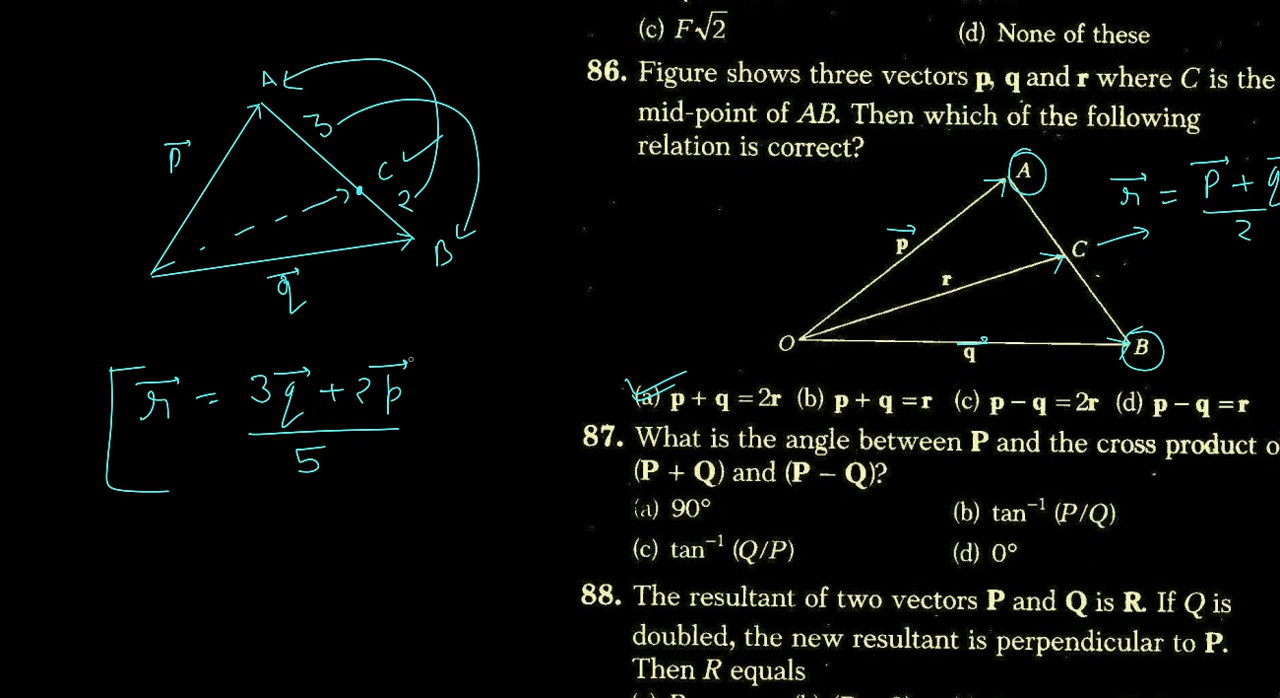 (c) F√2 (d) None of these
86. Figure shows three vectors p, q and r where C is the
mid-point of AB. Then which of the following
relation is correct?
A
p
r
C
O
q
B
r⃗ = (p⃗ + q⃗)/2
(a) p + q = 2r (b) p + q = r (c) p − q = 2r (d) p − q = r
87. What is the angle between P and the cross product o
(P + Q) and (P − Q)?
(a) 90° (b) tan⁻¹ (P/Q)
(c) tan⁻¹ (Q/P) (d) 0°
88. The resultant of two vectors P and Q is R. If Q is
doubled, the new resultant is perpendicular to P.
Then R equals
A
3
p⃗
C
2
B
q⃗
r⃗ = (3q⃗ + 2p⃗)/5